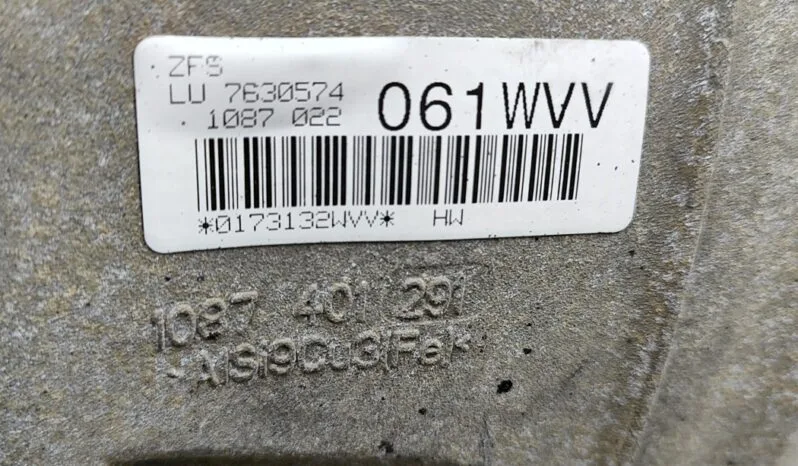 ZFS
LU 7630574
. 1087 022
061WVV
*0173132WVV* HW
1087 401 291
>AlSi9Cu3(Fe)<